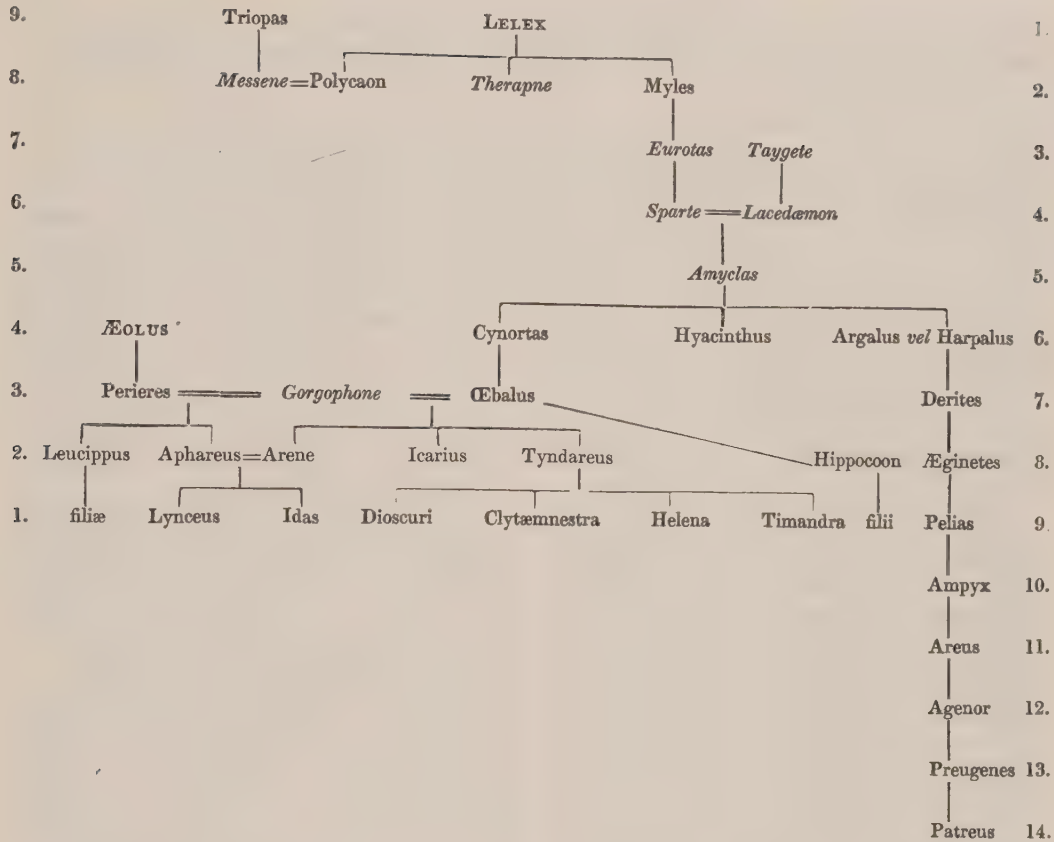 9. Triopas LELEX 1.
8. Messene=Polycaon Therapne Myles 2.
7. Eurotas Taygete 3.
6. Sparte = Lacedæmon 4.
5. Amyclas 5.
4. ÆOLUS Cynortas Hyacinthus Argalus vel Harpalus 6.
3. Perieres = Gorgophone = Œbalus Derites 7.
2. Leucippus Aphareus=Arene Icarius Tyndareus Hippocoon Æginetes 8.
1. filiæ Lynceus Idas Dioscuri Clytæmnestra Helena Timandra filii Pelias 9
Ampyx 10.
Areus 11.
Agenor 12.
Preugenes 13.
Patreus 14.